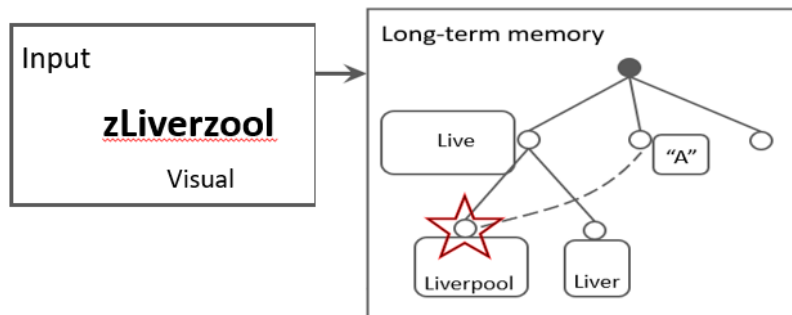 Input
zLiverzool
Visual
Long-term memory
Live
“A”
Liverpool
Liver